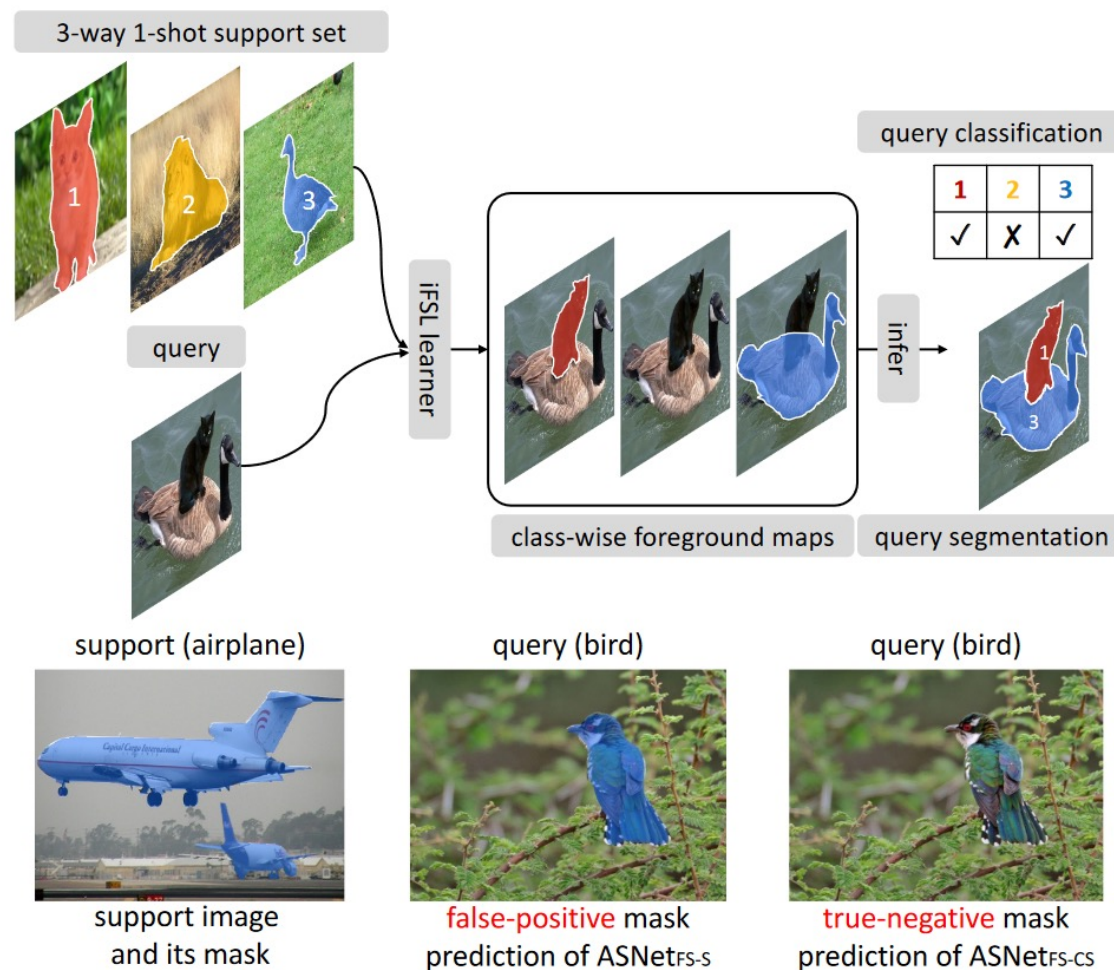 3-way 1-shot support set
1
2
3
query
iFSL learner
class-wise foreground maps
infer
query classification
1 2 3
✓ ✗ ✓
1
3
query segmentation
support (airplane)
Capital Cargo International
support image
and its mask
query (bird)
false-positive mask
prediction of ASNetFS-S
query (bird)
true-negative mask
prediction of ASNetFS-CS